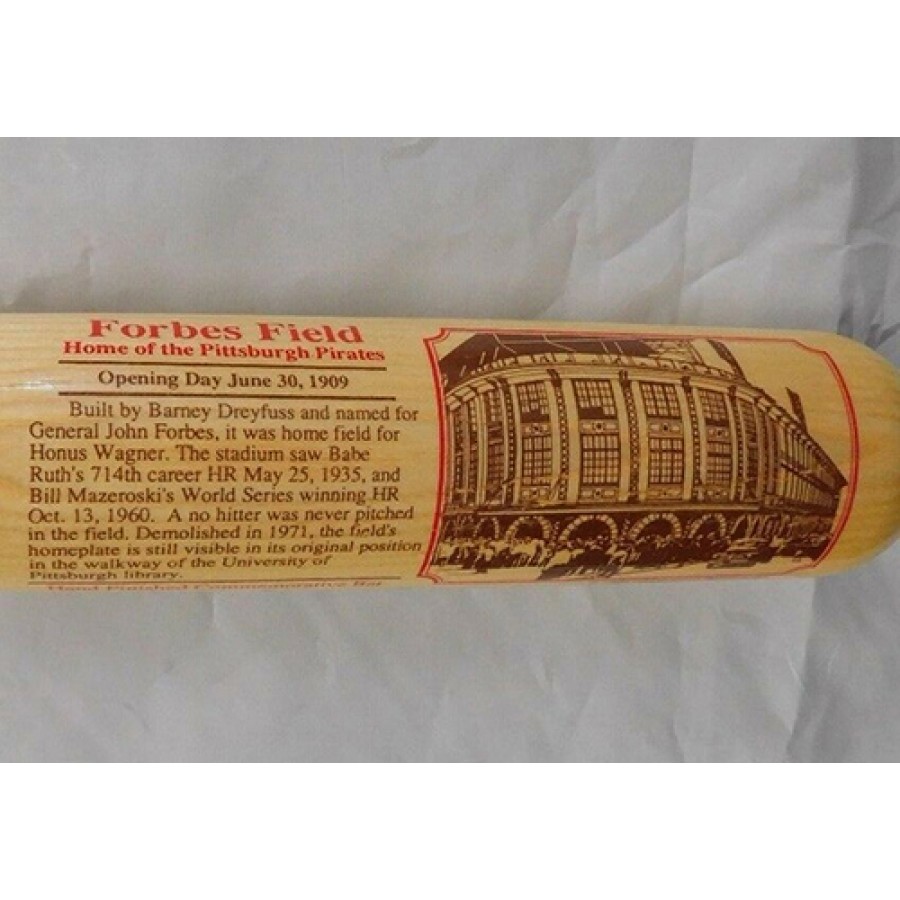 Forbes Field
Home of the Pittsburgh Pirates
Opening Day June 30, 1909
Built by Barney Dreyfuss and named for
General John Forbes, it was home field for
Honus Wagner. The stadium saw Babe
Ruth's 714th career HR May 25, 1935, and
Bill Mazeroski's World Series winning HR
Oct. 13, 1960. A no hitter was never pitched
in the field. Demolished in 1971, the field's
homeplate is still visible in its original position
in the walkway of the University of
Pittsburgh library.
Hand Finished Commemorative Bat